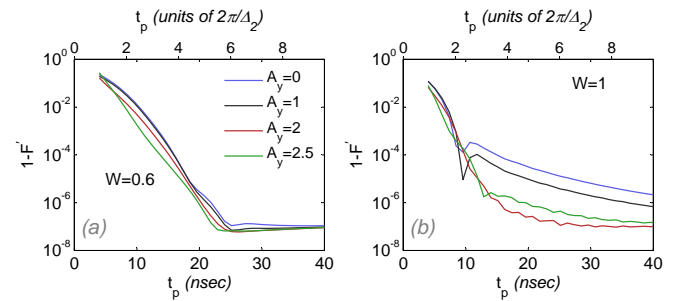 t_p (units of 2π/Δ_2) t_p (units of 2π/Δ_2)
0 2 4 6 8 0 2 4 6 8
10^0 10^0
10^-2 10^-2
10^-4 10^-4
10^-6 10^-6
10^-8 10^-8
1-F' 1-F'
A_y=0
A_y=1
A_y=2
A_y=2.5
W=0.6
(a)
W=1
(b)
0 10 20 30 40 0 10 20 30 40
t_p (nsec) t_p (nsec)